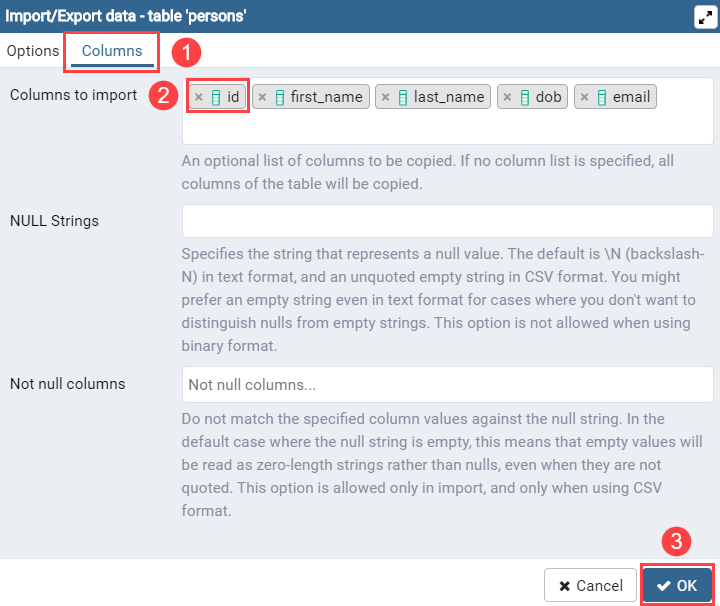 Import/Export data - table 'persons'
Options Columns 1
Columns to import 2 × id × first_name × last_name × dob × email
An optional list of columns to be copied. If no column list is specified, all
columns of the table will be copied.
NULL Strings
Specifies the string that represents a null value. The default is \N (backslash-
N) in text format, and an unquoted empty string in CSV format. You might
prefer an empty string even in text format for cases where you don't want to
distinguish nulls from empty strings. This option is not allowed when using
binary format.
Not null columns Not null columns...
Do not match the specified column values against the null string. In the
default case where the null string is empty, this means that empty values will
be read as zero-length strings rather than nulls, even when they are not
quoted. This option is allowed only in import, and only when using CSV
format.
3
Cancel OK